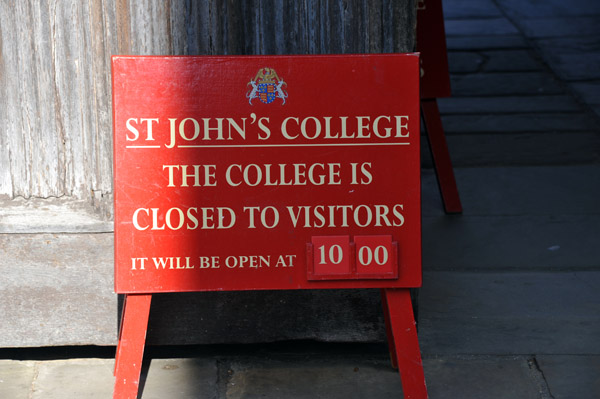 ST JOHN'S COLLEGE
THE COLLEGE IS
CLOSED TO VISITORS
IT WILL BE OPEN AT 10 00